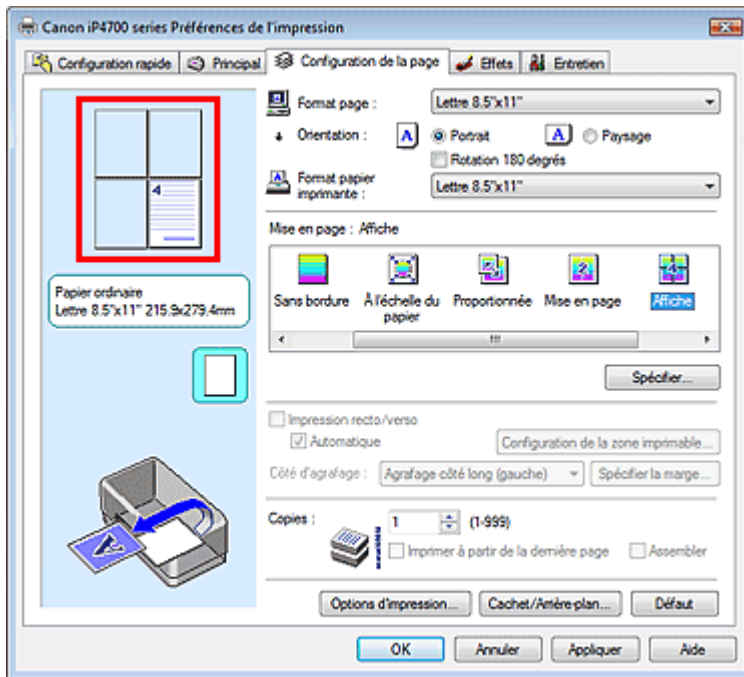 Canon iP4700 series Préférences de l'impression
Configuration rapide Principal Configuration de la page Effets Entretien
Format page : Lettre 8.5"x11"
Orientation : A Portrait A Paysage
Rotation 180 degrés
Format papier imprimante : Lettre 8.5"x11"
4
Papier ordinaire
Lettre 8.5"x11" 215.9x279.4mm
Mise en page : Affiche
Sans bordure À l'échelle du papier Proportionnée Mise en page Affiche
Spécifier...
Impression recto/verso
Automatique Configuration de la zone imprimable...
Côté d'agrafage : Agrafage côté long (gauche) Spécifier la marge...
Copies : 1 (1-999)
Imprimer à partir de la dernière page Assembler
Options d'impression... Cachet/Arrière-plan... Défaut
OK Annuler Appliquer Aide